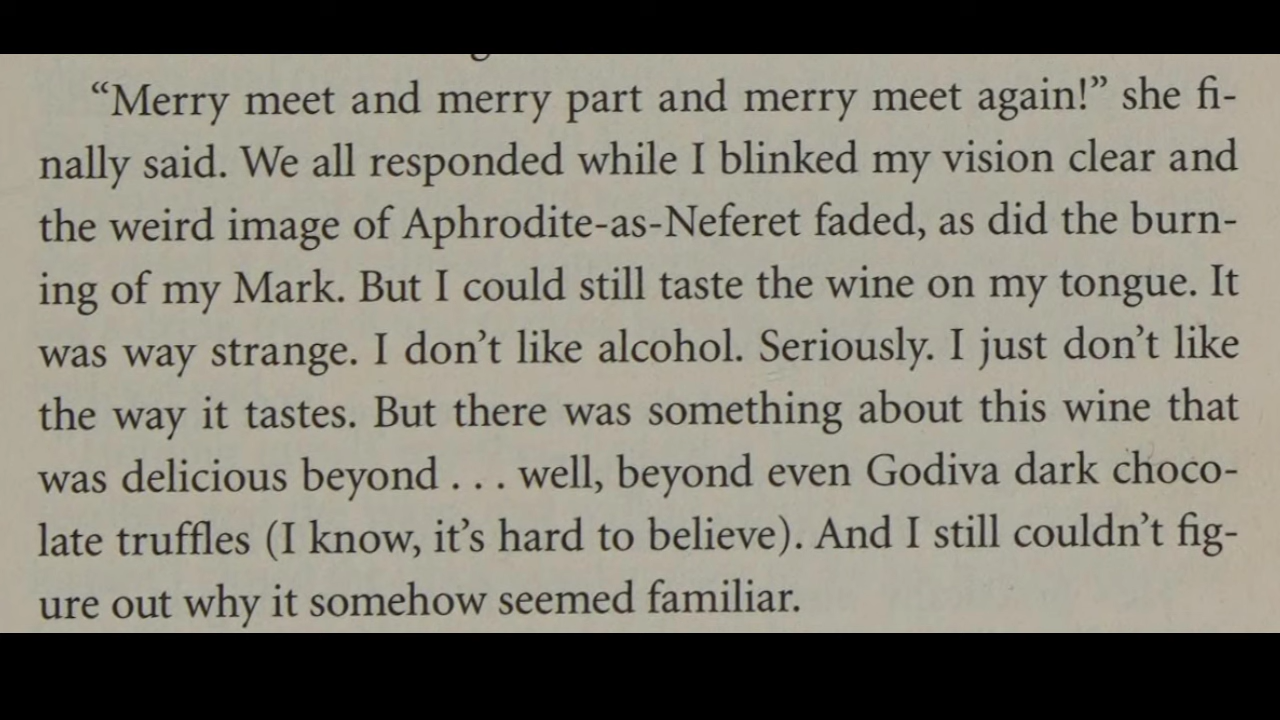 “Merry meet and merry part and merry meet again!” she fi-
nally said. We all responded while I blinked my vision clear and
the weird image of Aphrodite-as-Neferet faded, as did the burn-
ing of my Mark. But I could still taste the wine on my tongue. It
was way strange. I don’t like alcohol. Seriously. I just don’t like
the way it tastes. But there was something about this wine that
was delicious beyond . . . well, beyond even Godiva dark choco-
late truffles (I know, it’s hard to believe). And I still couldn’t fig-
ure out why it somehow seemed familiar.